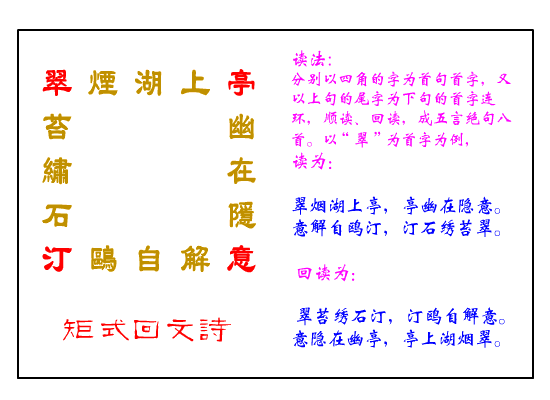 翠煙湖上亭
苔 幽
繡 在
石 隱
汀鷗自解意
矩式回文詩
读法：
分别以四角的字为首句首字，又
以上句的尾字为下句的首字连
环，顺读、回读，成五言绝句八
首。以“翠”为首字为例，
读为：
翠烟湖上亭，亭幽在隐意。
意解自鸥汀，汀石绣苔翠。
回读为：
翠苔绣石汀，汀鸥自解意。
意隐在幽亭，亭上湖烟翠。